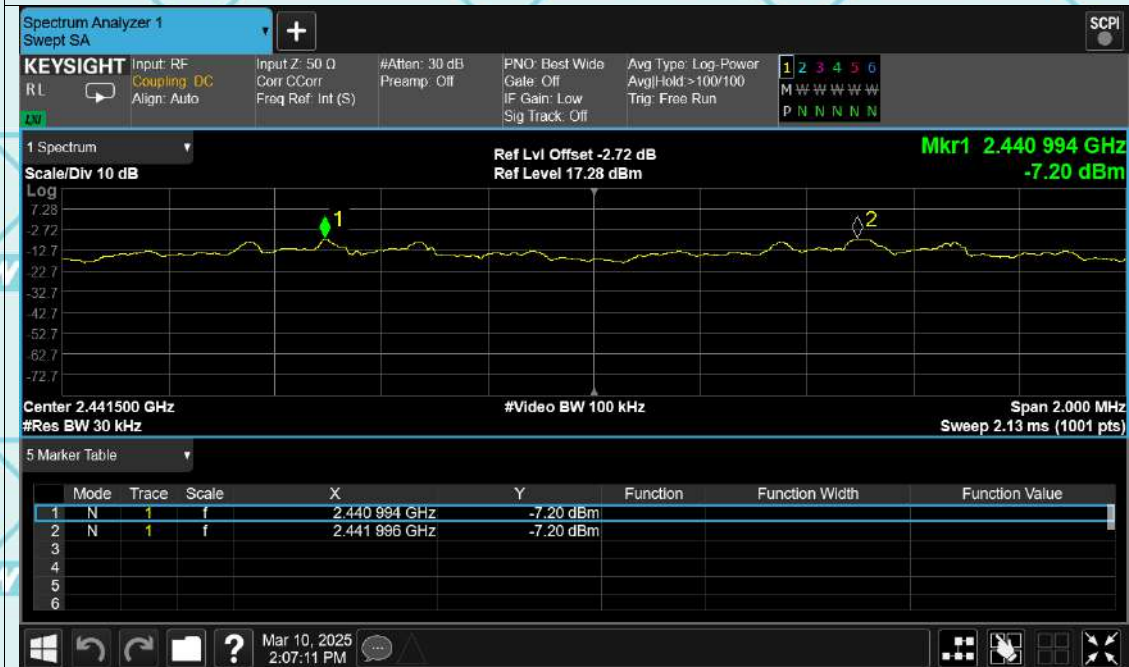 Spectrum Analyzer 1
Swept SA
+
SCPI
KEYSIGHT
RL
LXI
Input: RF
Coupling: DC
Align: Auto
Input Z: 50 Ω
Corr CCorr
Freq Ref: Int (S)
#Atten: 30 dB
Preamp: Off
PNO: Best Wide
Gate: Off
IF Gain: Low
Sig Track: Off
Avg Type: Log-Power
Avg|Hold:>100/100
Trig: Free Run
1 2 3 4 5 6
M W W W W W
P N N N N N
1 Spectrum
Scale/Div 10 dB
Ref Lvl Offset -2.72 dB
Ref Level 17.28 dBm
Mkr1 2.440 994 GHz
-7.20 dBm
Log
7.28
-2.72
-12.7
-22.7
-32.7
-42.7
-52.7
-62.7
-72.7
1
2
Center 2.441500 GHz
#Res BW 30 kHz
#Video BW 100 kHz
Span 2.000 MHz
Sweep 2.13 ms (1001 pts)
5 Marker Table
Mode Trace Scale X Y Function Function Width Function Value
1 N 1 f 2.440 994 GHz -7.20 dBm
2 N 1 f 2.441 996 GHz -7.20 dBm
3
4
5
6
?
Mar 10, 2025
2:07:11 PM